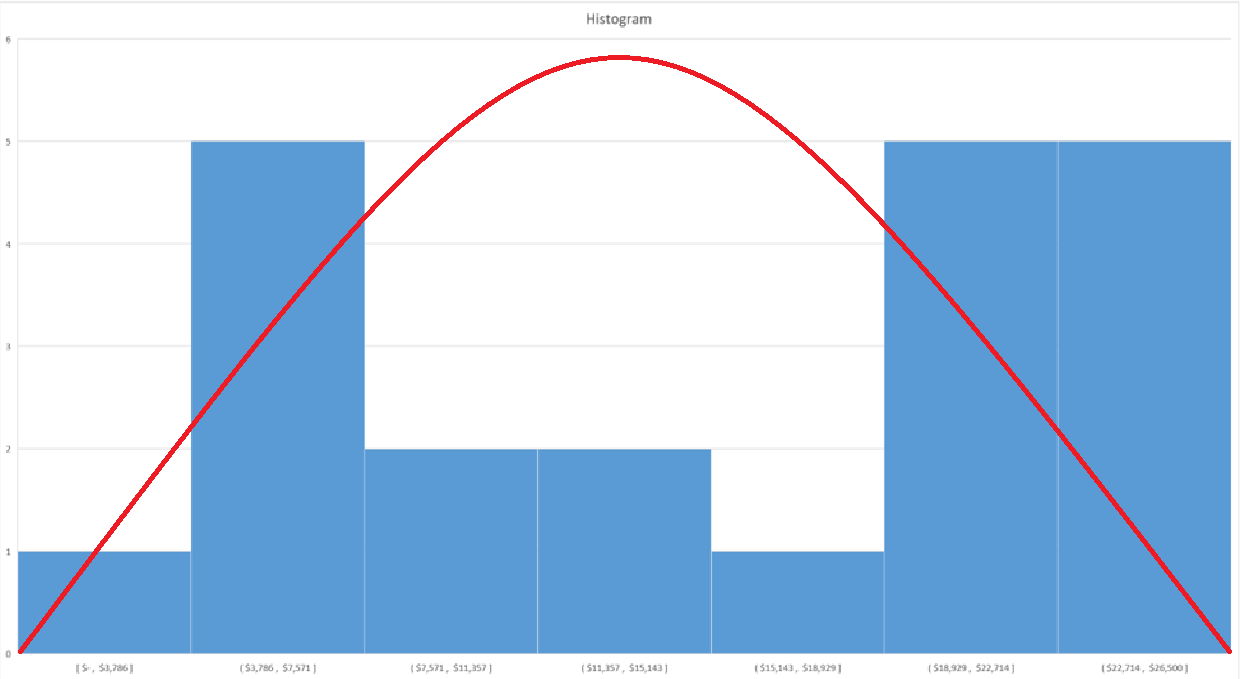 Histogram
6
5
4
3
2
1
0
[ $- , $3,786 ]
( $3,786 , $7,571 ]
( $7,571 , $11,357 ]
( $11,357 , $15,143 ]
( $15,143 , $18,929 ]
( $18,929 , $22,714 ]
( $22,714 , $26,500 ]